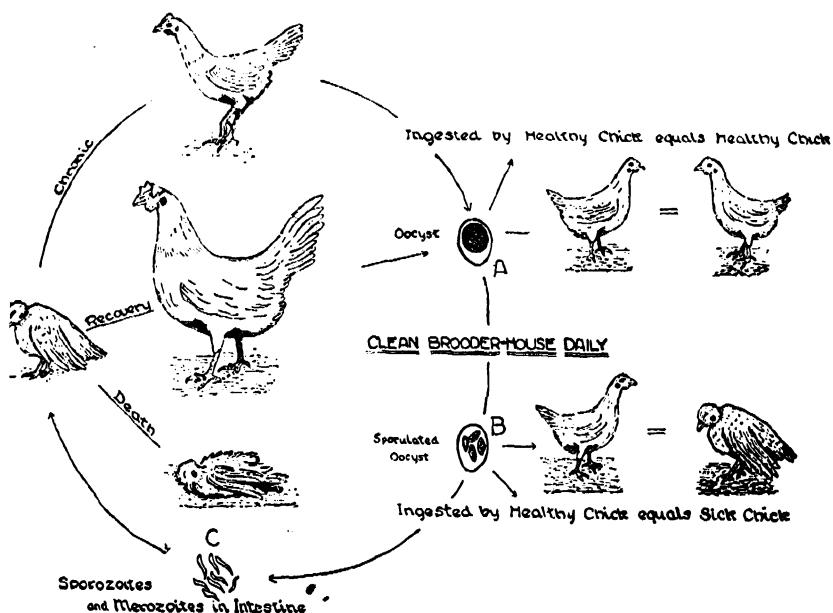 Chronic
Ingested by Healthy Chick equals Healthy Chick
Oocyst
=
A
Recovery
CLEAN BROODER-HOUSE DAILY
Death
B
Sporulated
Oocyst
=
Ingested by Healthy Chick equals Sick Chick
C
Sporozoites
and Merozoites in Intestine